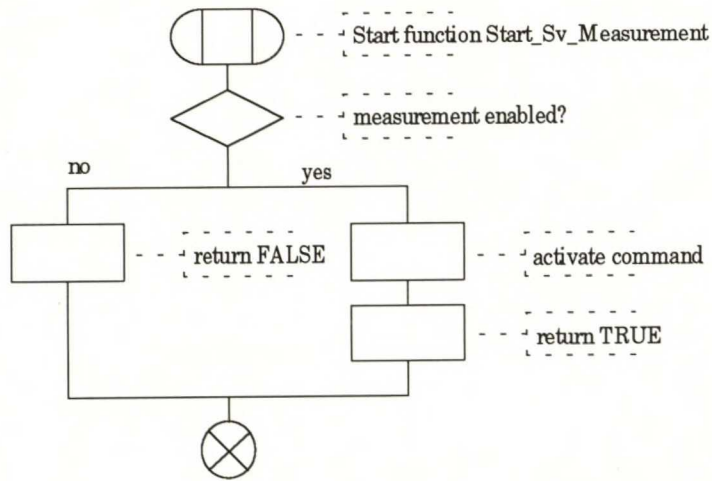 Start function Start_Sv_Measurement
measurement enabled?
no
yes
return FALSE
activate command
return TRUE